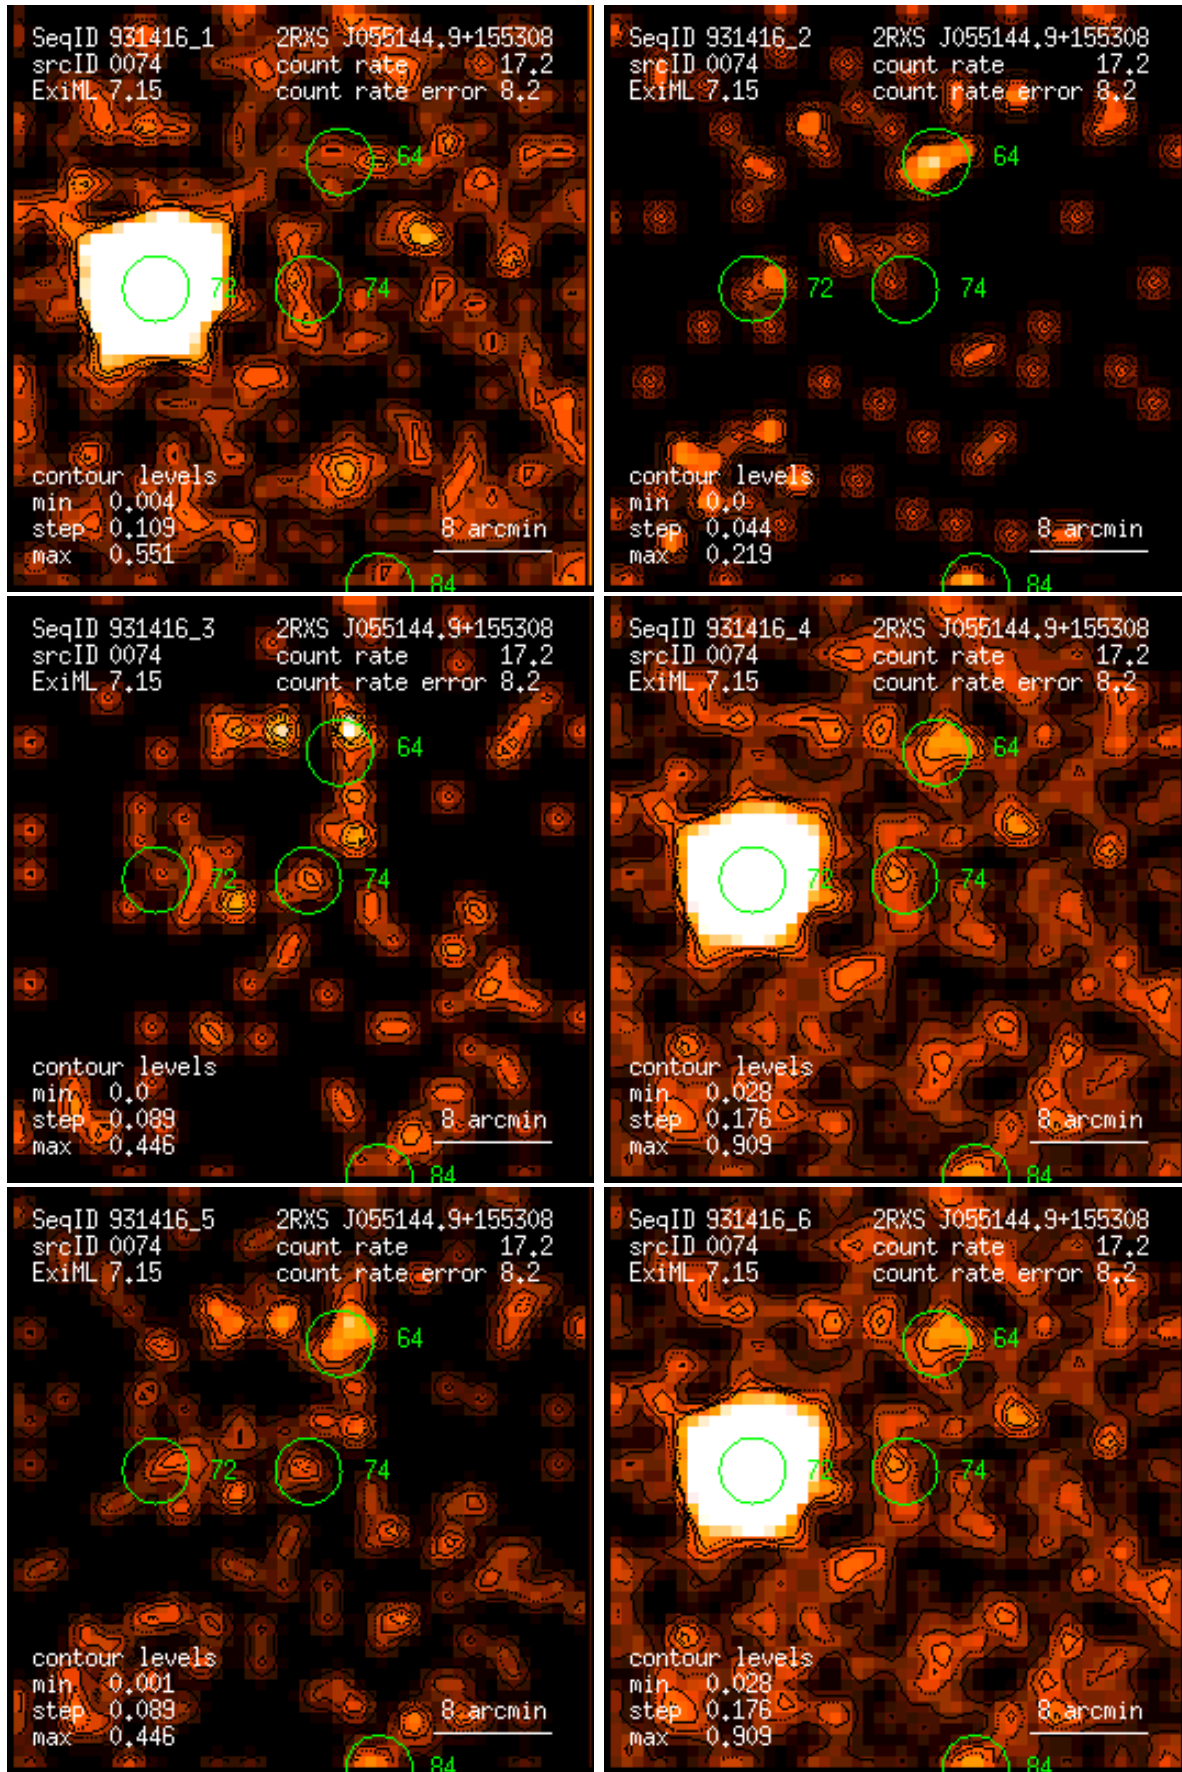 SeqID 931416_1 2RXS J055144.9+155308
srcID 0074 count rate 17.2
ExiML 7.15 count rate error 8.2
64
72 74
contour levels
min 0.004
step 0.109 8 arcmin
max 0.551
84
SeqID 931416_2 2RXS J055144.9+155308
srcID 0074 count rate 17.2
ExiML 7.15 count rate error 8.2
64
72 74
contour levels
min 0.0
step 0.044 8 arcmin
max 0.219
84
SeqID 931416_3 2RXS J055144.9+155308
srcID 0074 count rate 17.2
ExiML 7.15 count rate error 8.2
64
72 74
contour levels
min 0.0
step 0.089 8 arcmin
max 0.446
84
SeqID 931416_4 2RXS J055144.9+155308
srcID 0074 count rate 17.2
ExiML 7.15 count rate error 8.2
64
72 74
contour levels
min 0.028
step 0.176 8 arcmin
max 0.909
84
SeqID 931416_5 2RXS J055144.9+155308
srcID 0074 count rate 17.2
ExiML 7.15 count rate error 8.2
64
72 74
contour levels
min 0.001
step 0.089 8 arcmin
max 0.446
84
SeqID 931416_6 2RXS J055144.9+155308
srcID 0074 count rate 17.2
ExiML 7.15 count rate error 8.2
64
72 74
contour levels
min 0.028
step 0.176 8 arcmin
max 0.909
84